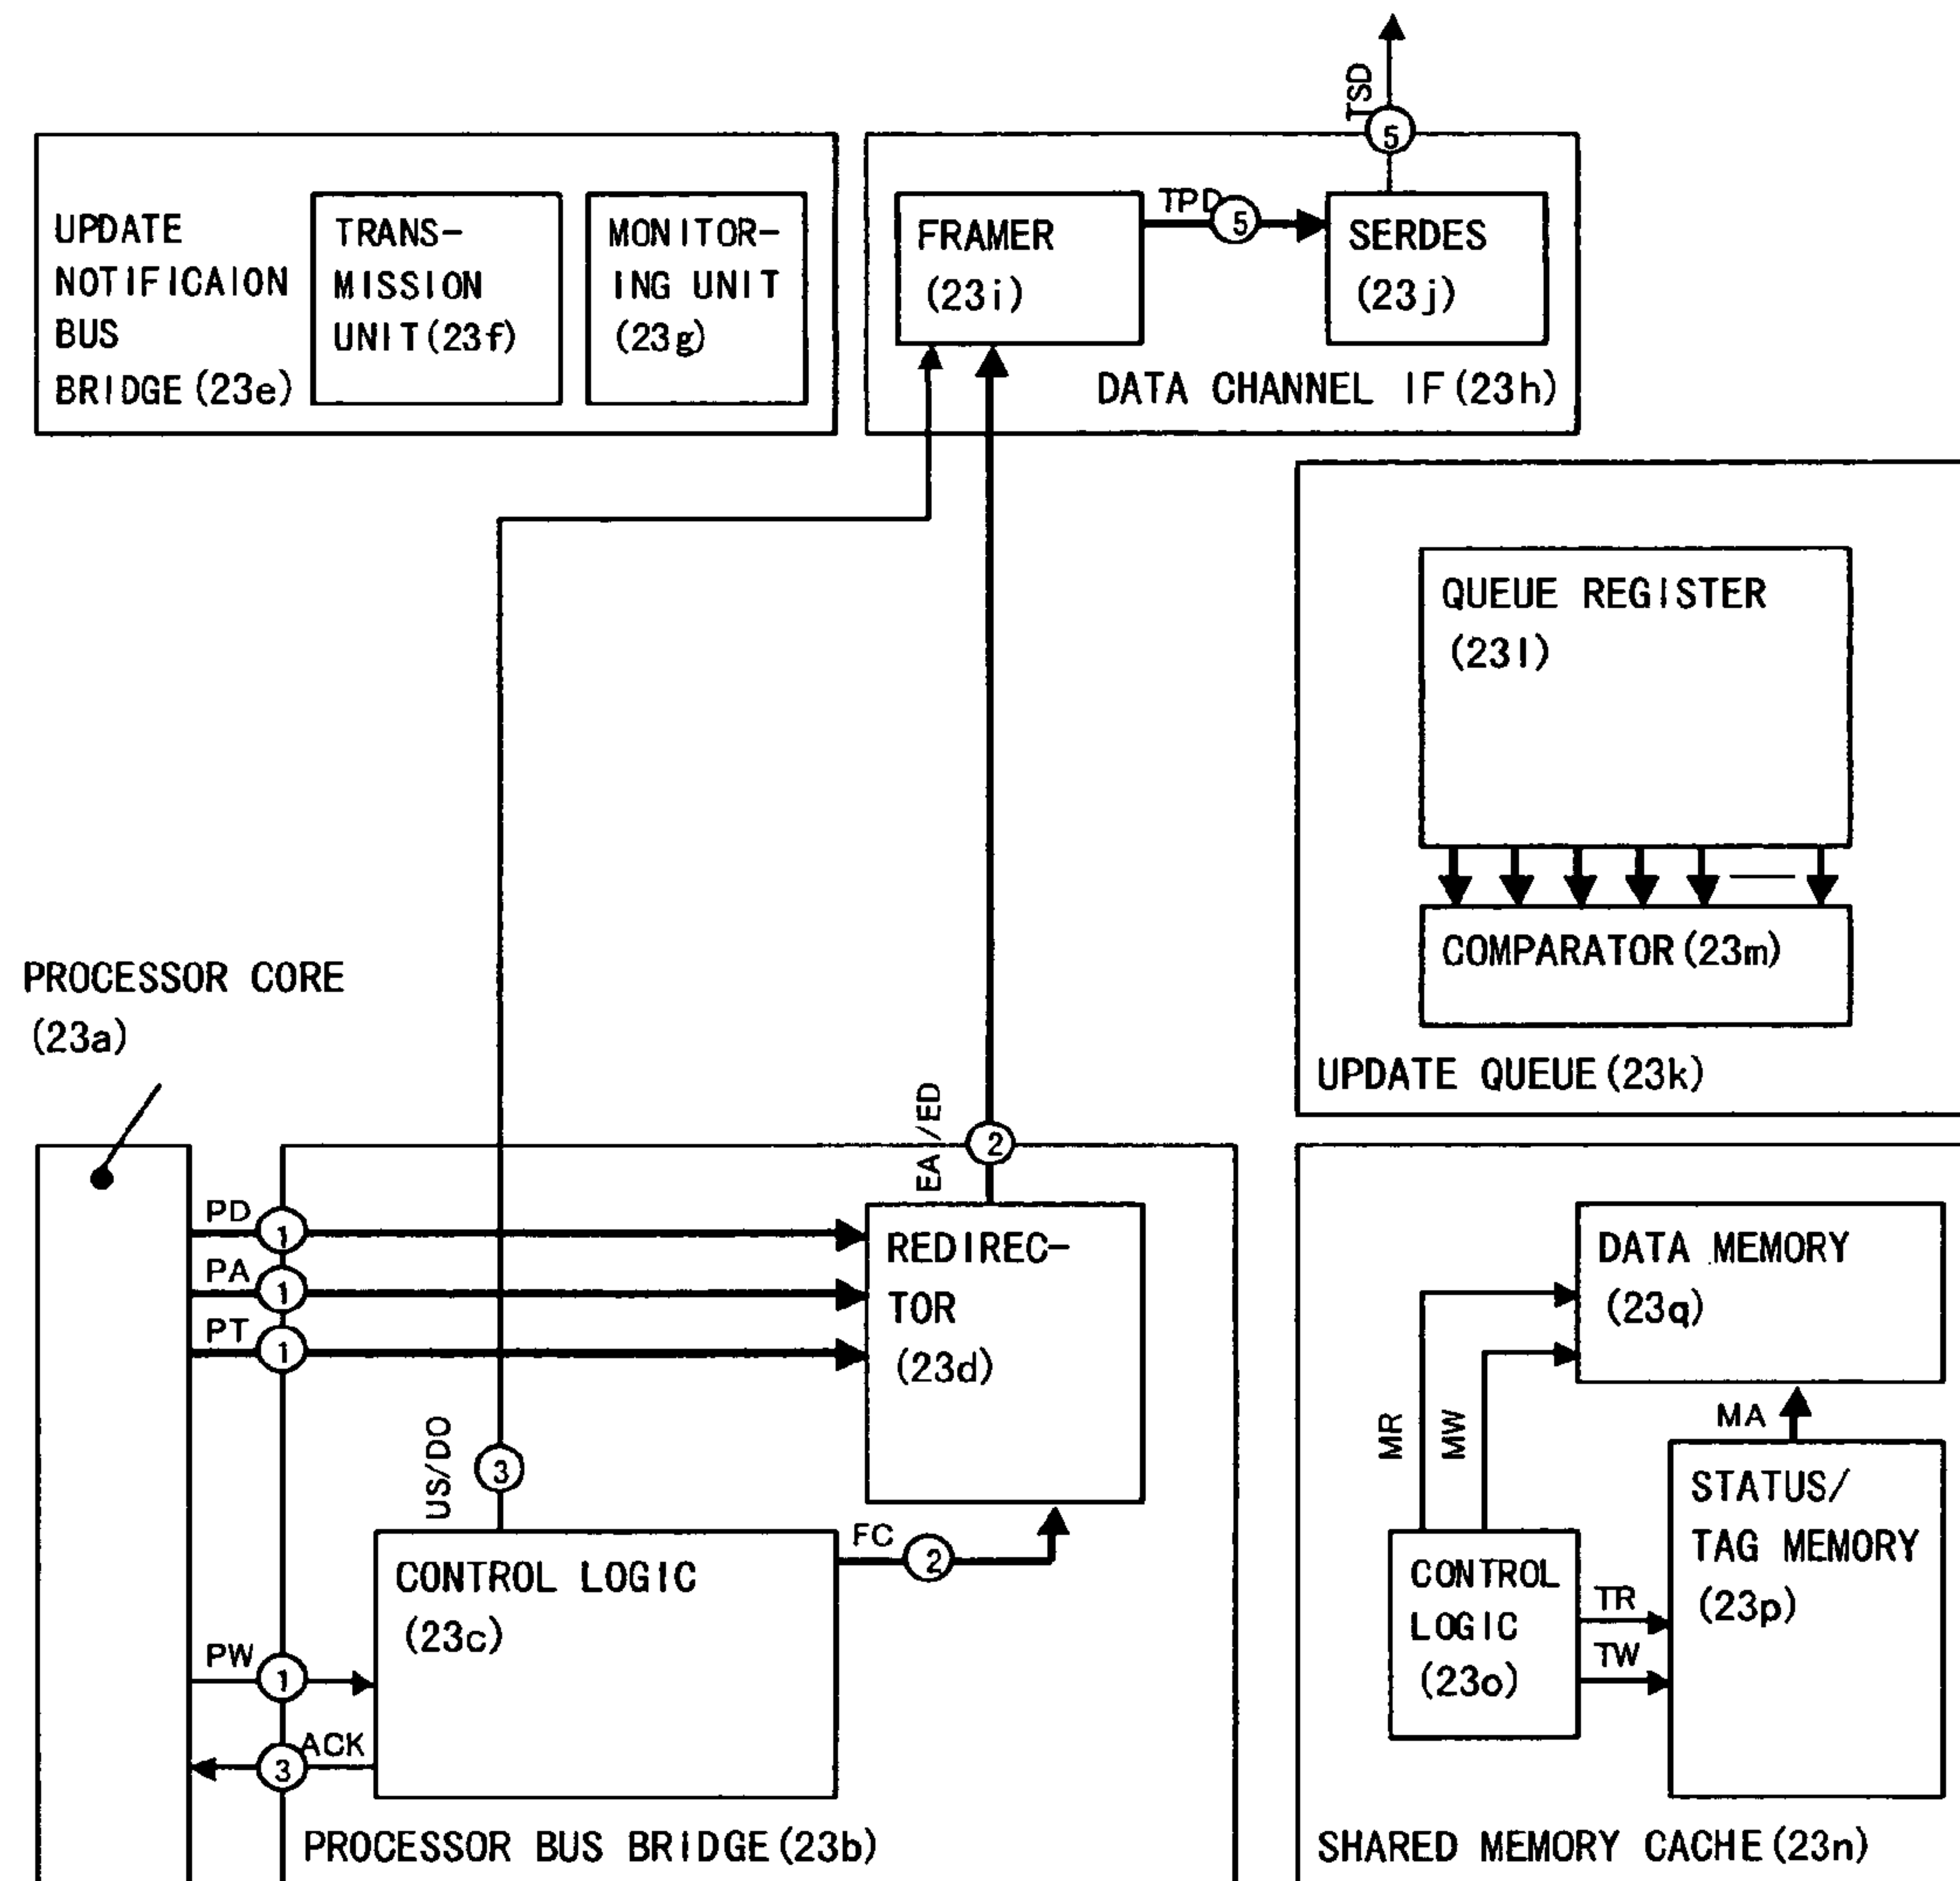 TSD
5
UPDATE
NOTIFICAION
BUS
BRIDGE(23e)
TRANS-
MISSION
UNIT(23f)
MONITOR-
ING UNIT
(23g)
FRAMER
(23i)
TPD
5
SERDES
(23j)
DATA CHANNEL IF(23h)
QUEUE REGISTER
(23l)
COMPARATOR(23m)
UPDATE QUEUE(23k)
PROCESSOR CORE
(23a)
EA/ED
2
PD
1
PA
1
PT
1
REDIREC-
TOR
(23d)
US/DO
3
FC
2
CONTROL LOGIC
(23c)
PW
1
ACK
3
PROCESSOR BUS BRIDGE(23b)
DATA MEMORY
(23q)
MR
MW
MA
STATUS/
TAG MEMORY
(23p)
CONTROL
LOGIC
(23o)
TR
TW
SHARED MEMORY CACHE(23n)